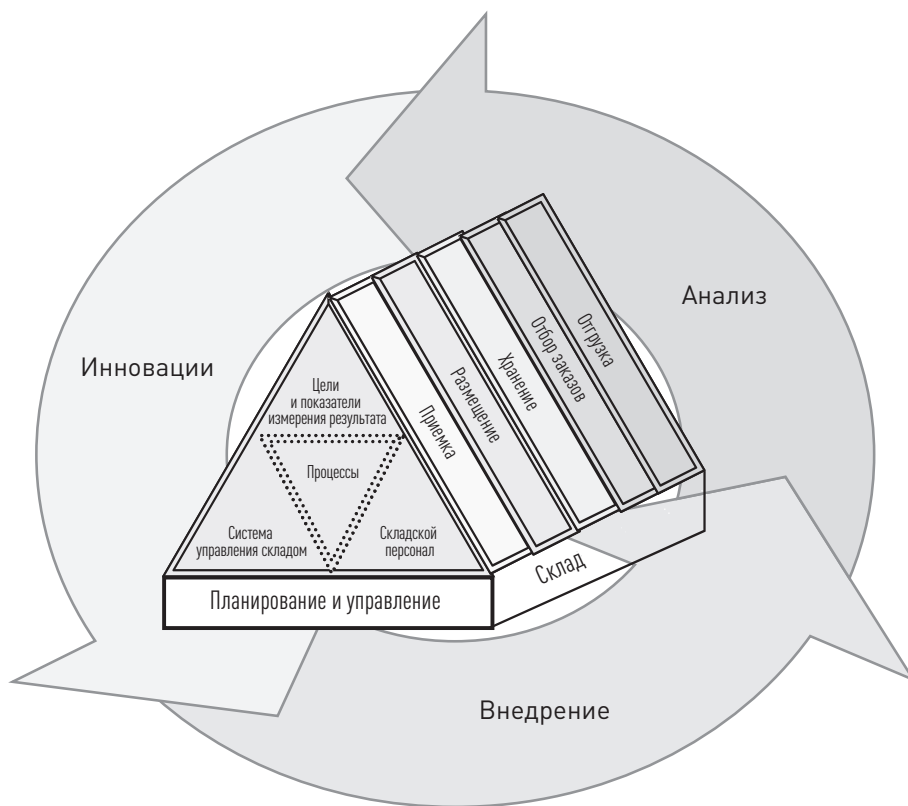 Анализ
Инновации
Цели
и показатели
измерения результата
Процессы
Система
управления складом
Складской
персонал
Приемка
Размещение
Хранение
Отбор заказов
Отгрузка
Склад
Планирование и управление
Внедрение